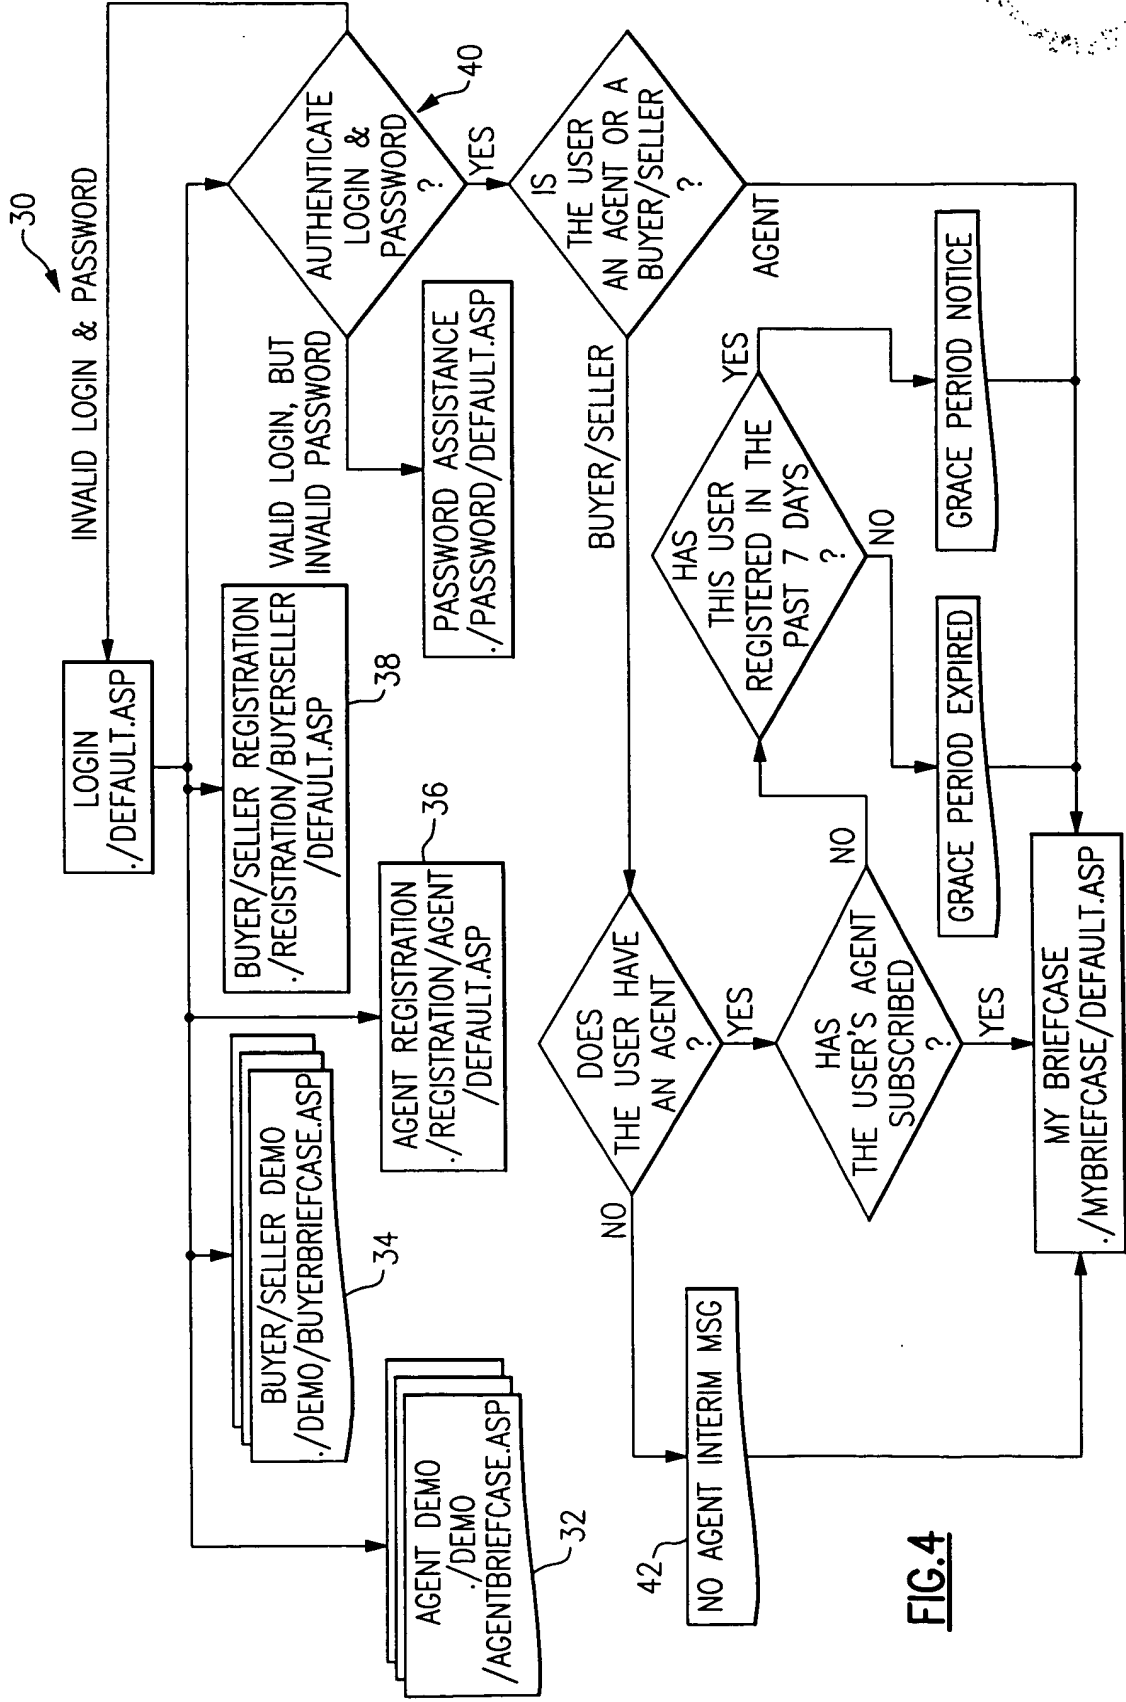 30
INVALID LOGIN & PASSWORD
LOGIN
./DEFAULT.ASP
AGENT DEMO
./DEMO
/AGENTBRIEFCASE.ASP
32
BUYER/SELLER DEMO
./DEMO/BUYERBRIEFCASE.ASP
34
AGENT REGISTRATION
./REGISTRATION/AGENT
/DEFAULT.ASP
36
BUYER/SELLER REGISTRATION
./REGISTRATION/BUYERSELLER
/DEFAULT.ASP
38
VALID LOGIN, BUT
INVALID PASSWORD
PASSWORD ASSISTANCE
./PASSWORD/DEFAULT.ASP
AUTHENTICATE
LOGIN &
PASSWORD
?
40
YES
IS
THE USER
AN AGENT OR A
BUYER/SELLER
?
BUYER/SELLER
AGENT
DOES
THE USER HAVE
AN AGENT
?
NO
YES
42
NO AGENT INTERIM MSG
HAS
THE USER'S AGENT
SUBSCRIBED
?
NO
YES
HAS
THIS USER
REGISTERED IN THE
PAST 7 DAYS
?
YES
NO
GRACE PERIOD EXPIRED
GRACE PERIOD NOTICE
MY BRIEFCASE
./MYBRIEFCASE/DEFAULT.ASP
FIG.4